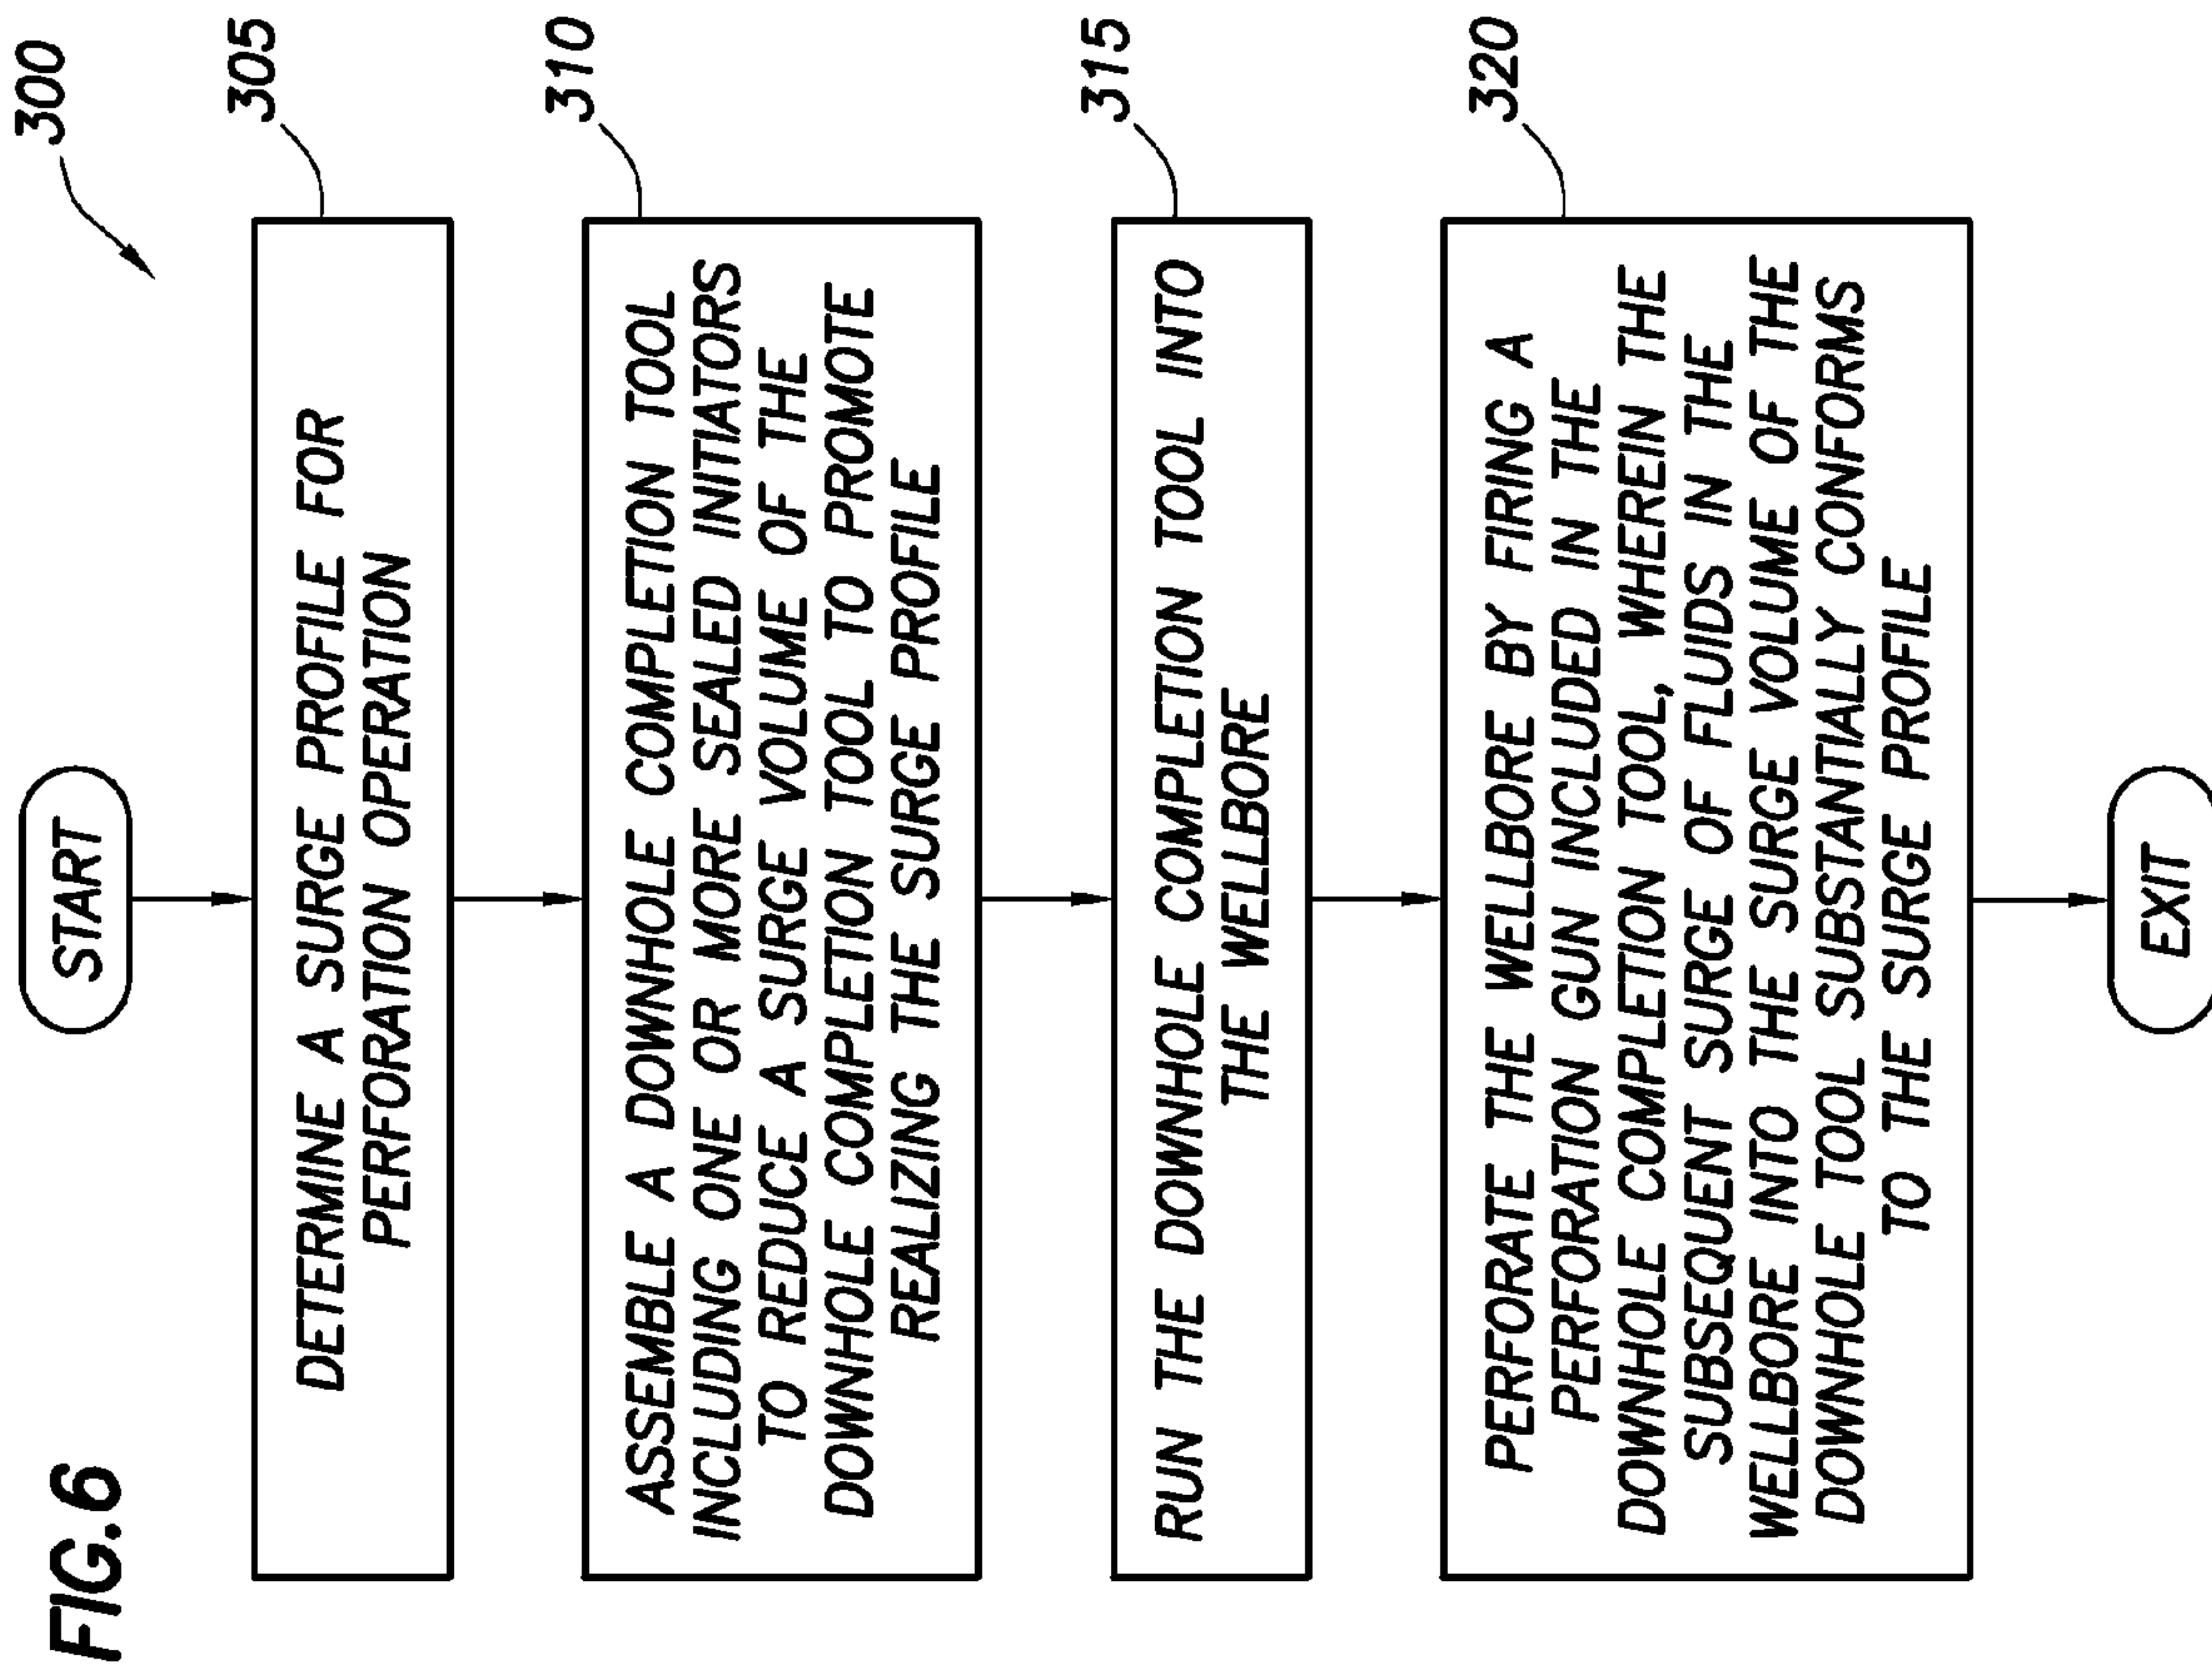 FIG.6
300
START
305
DETERMINE A SURGE PROFILE FOR
PERFORATION OPERATION
310
ASSEMBLE A DOWNHOLE COMPLETION TOOL
INCLUDING ONE OR MORE SEALED INITIATORS
TO REDUCE A SURGE VOLUME OF THE
DOWNHOLE COMPLETION TOOL TO PROMOTE
REALIZING THE SURGE PROFILE
315
RUN THE DOWNHOLE COMPLETION TOOL INTO
THE WELLBORE
320
PERFORATE THE WELLBORE BY FIRING A
PERFORATION GUN INCLUDED IN THE
DOWNHOLE COMPLETION TOOL, WHEREIN THE
SUBSEQUENT SURGE OF FLUIDS IN THE
WELLBORE INTO THE SURGE VOLUME OF THE
DOWNHOLE TOOL SUBSTANTIALLY CONFORMS
TO THE SURGE PROFILE
EXIT